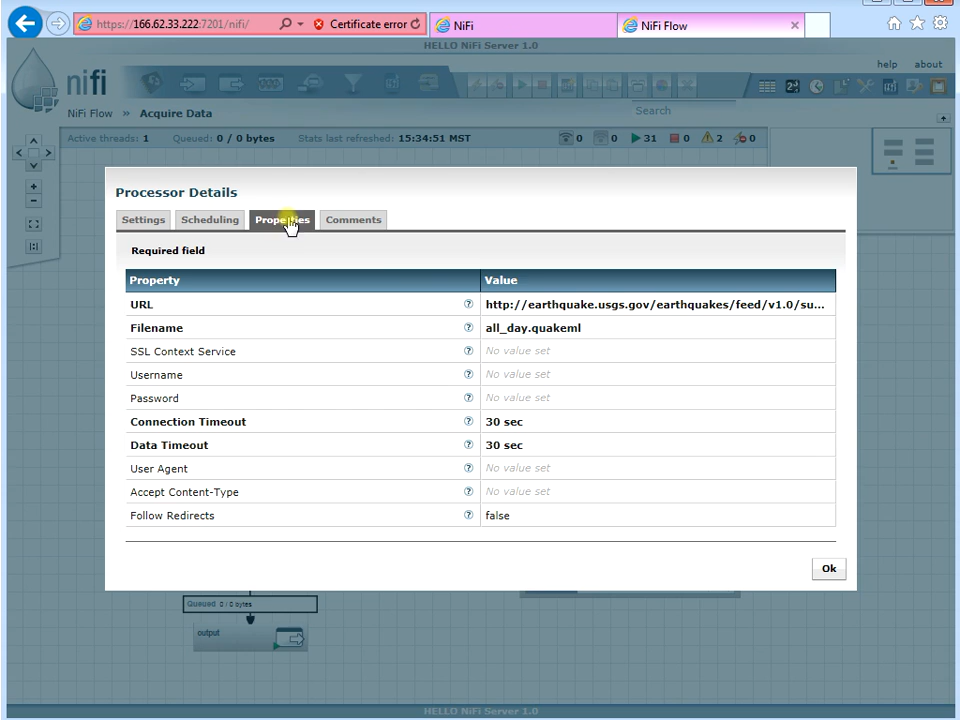 https://166.62.33.222:7201/nifi/
Certificate error
NiFi
NiFi Flow
HELLO NiFi Server 1.0
help
about
nifi
NiFi Flow » Acquire Data
Search
Active threads: 1
Queued: 0 / 0 bytes
Stats last refreshed: 15:34:51 MST
0
0
31
0
2
0
Processor Details
Settings
Scheduling
Properties
Comments
Required field
Property
Value
URL
http://earthquake.usgs.gov/earthquakes/feed/v1.0/su...
Filename
all_day.quakeml
SSL Context Service
No value set
Username
No value set
Password
No value set
Connection Timeout
30 sec
Data Timeout
30 sec
User Agent
No value set
Accept Content-Type
No value set
Follow Redirects
false
Ok
Queued 0 / 0 bytes
output
HELLO NiFi Server 1.0